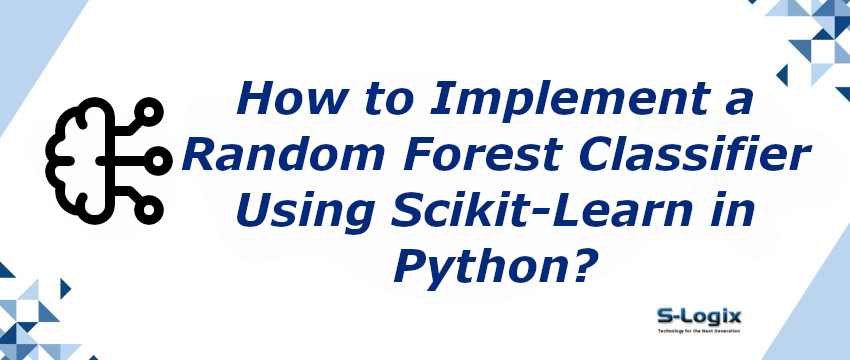 How to Implement a
Random Forest Classifier
Using Scikit-Learn in
Python?
S-Logix
Technology for the Next Generation